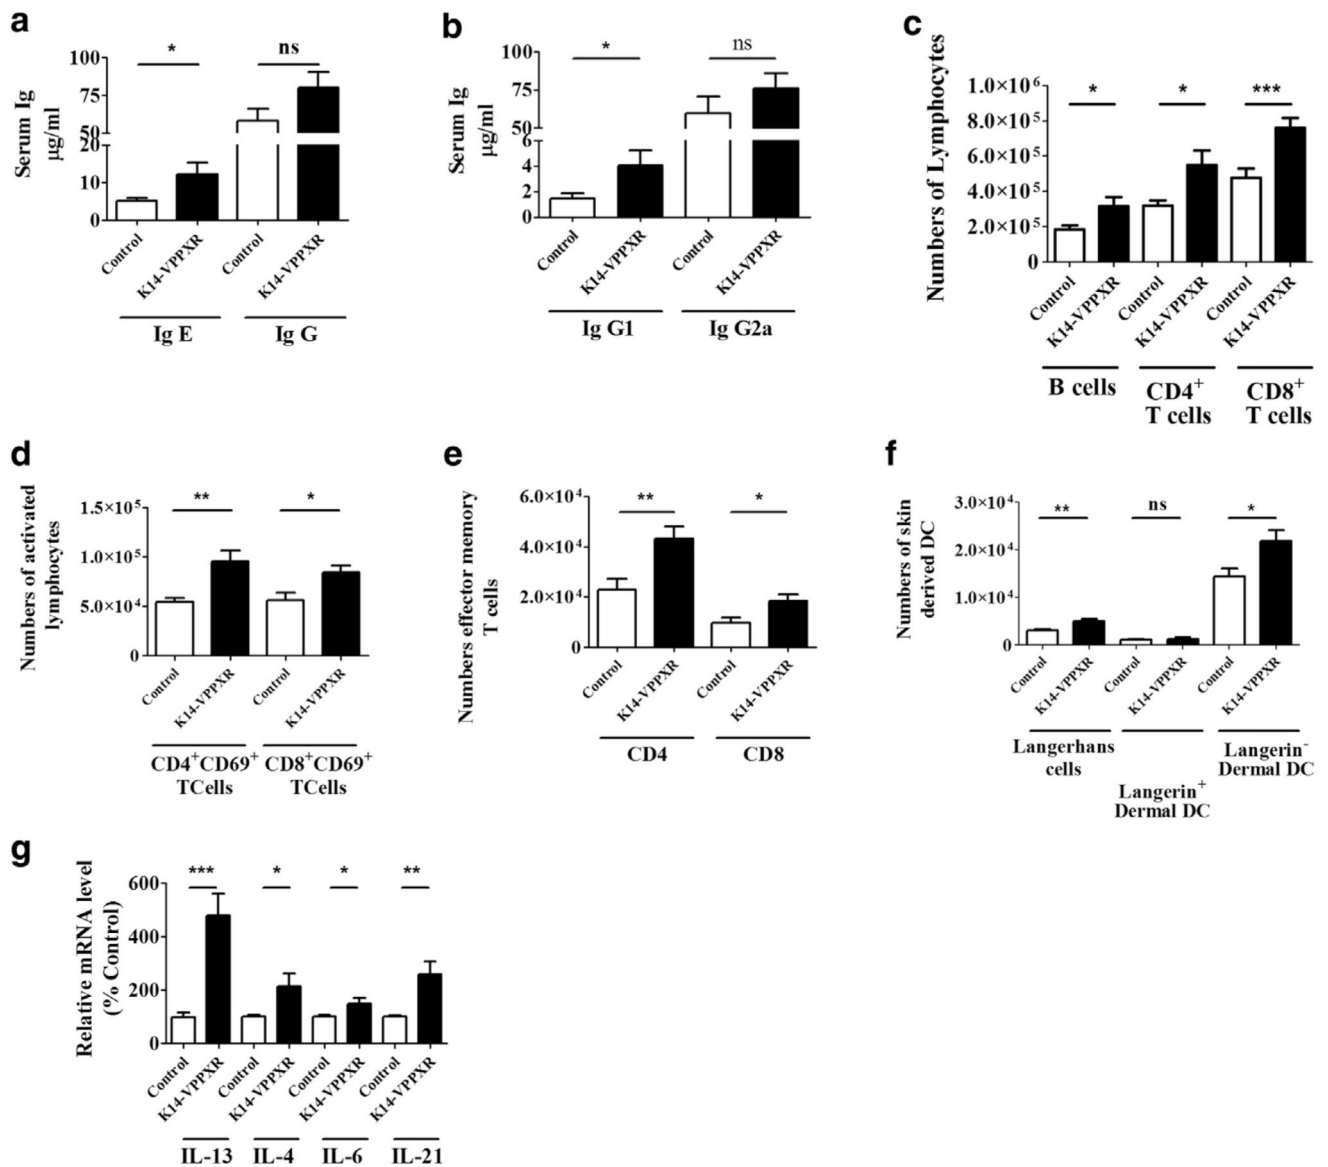 a
Serum Ig
μg/ml
100
75
50
20
10
0
*
ns
Control
K14-VPPXR
Control
K14-VPPXR
Ig E
Ig G
b
Serum Ig
μg/ml
100
75
50
6
4
2
0
*
ns
Control
K14-VPPXR
Control
K14-VPPXR
Ig G1
Ig G2a
c
Numbers of Lymphocytes
1.0×10⁶
8.0×10⁵
6.0×10⁵
4.0×10⁵
2.0×10⁵
0
*
*
***
Control
K14-VPPXR
Control
K14-VPPXR
Control
K14-VPPXR
B cells
CD4⁺
T cells
CD8⁺
T cells
d
Numbers of activated
lymphocytes
1.5×10⁵
1.0×10⁵
5.0×10⁴
0
**
*
Control
K14-VPPXR
Control
K14-VPPXR
CD4⁺CD69⁺
TCells
CD8⁺CD69⁺
TCells
e
Numbers effector memory
T cells
6.0×10⁴
4.0×10⁴
2.0×10⁴
0
**
*
Control
K14-VPPXR
Control
K14-VPPXR
CD4
CD8
f
Numbers of skin
derived DC
3.0×10⁴
2.0×10⁴
1.0×10⁴
0
**
ns
*
Control
K14-VPPXR
Control
K14-VPPXR
Control
K14-VPPXR
Langerhans
cells
Langerin⁺
Dermal DC
Langerin⁻
Dermal DC
g
Relative mRNA level
(% Control)
600
400
200
0
***
*
*
**
Control
K14-VPPXR
Control
K14-VPPXR
Control
K14-VPPXR
Control
K14-VPPXR
IL-13
IL-4
IL-6
IL-21